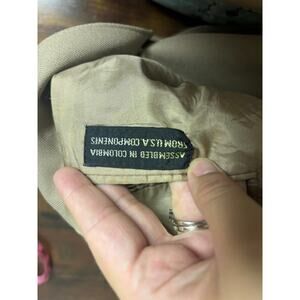 ASSEMBLED IN COLOMBIA
FROM U.S.A. COMPONENTS